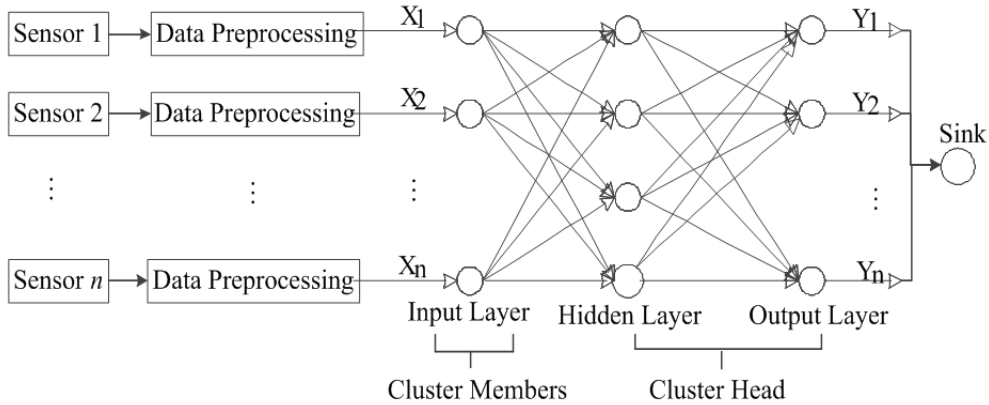 Sensor 1 Data Preprocessing X1 Y1
Sensor 2 Data Preprocessing X2 Y2
Sink
⋮ ⋮ ⋮ ⋮
Sensor n Data Preprocessing Xn Yn
Input Layer Hidden Layer Output Layer
Cluster Members Cluster Head